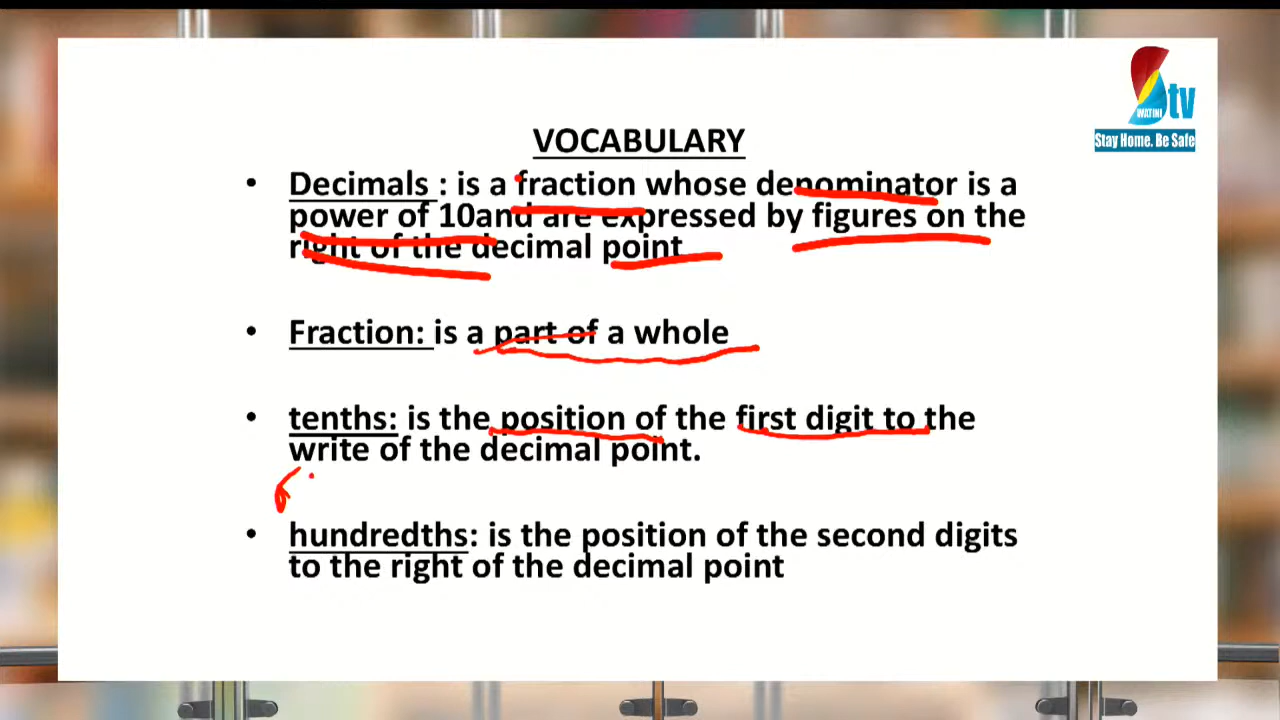 VOCABULARY
• Decimals : is a fraction whose denominator is a
power of 10and are expressed by figures on the
right of the decimal point
• Fraction: is a part of a whole
• tenths: is the position of the first digit to the
write of the decimal point.
• hundredths: is the position of the second digits
to the right of the decimal point
tv
Stay Home. Be Safe